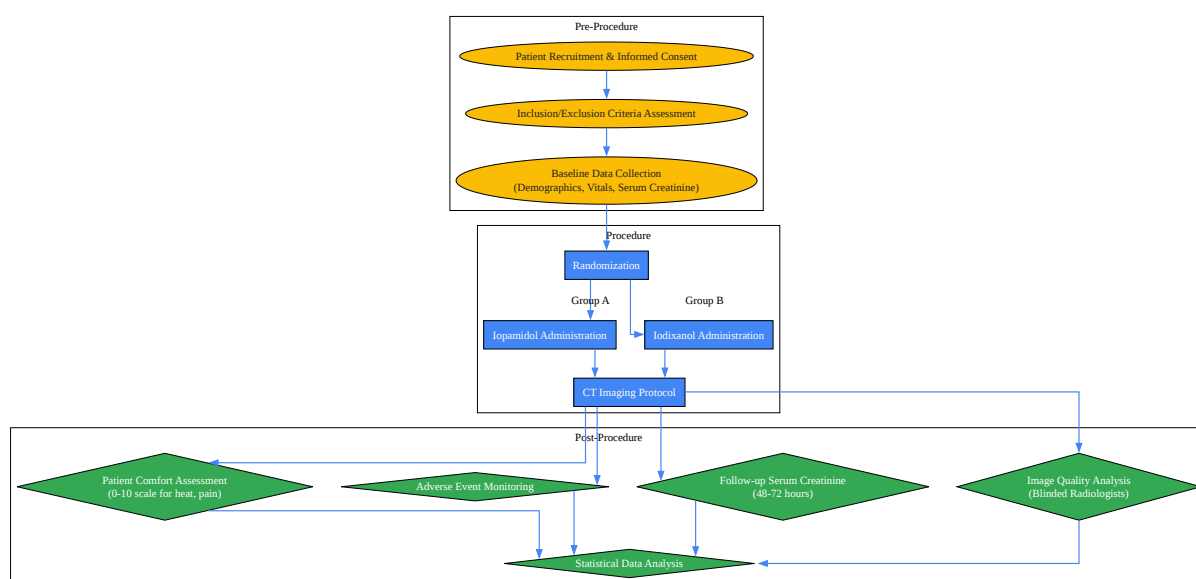 Pre-Procedure
Patient Recruitment & Informed Consent
Inclusion/Exclusion Criteria Assessment
Baseline Data Collection
(Demographics, Vitals, Serum Creatinine)
Procedure
Randomization
Group A
Group B
Iopamidol Administration
Iodixanol Administration
CT Imaging Protocol
Post-Procedure
Patient Comfort Assessment
(0-10 scale for heat, pain)
Adverse Event Monitoring
Follow-up Serum Creatinine
(48-72 hours)
Image Quality Analysis
(Blinded Radiologists)
Statistical Data Analysis